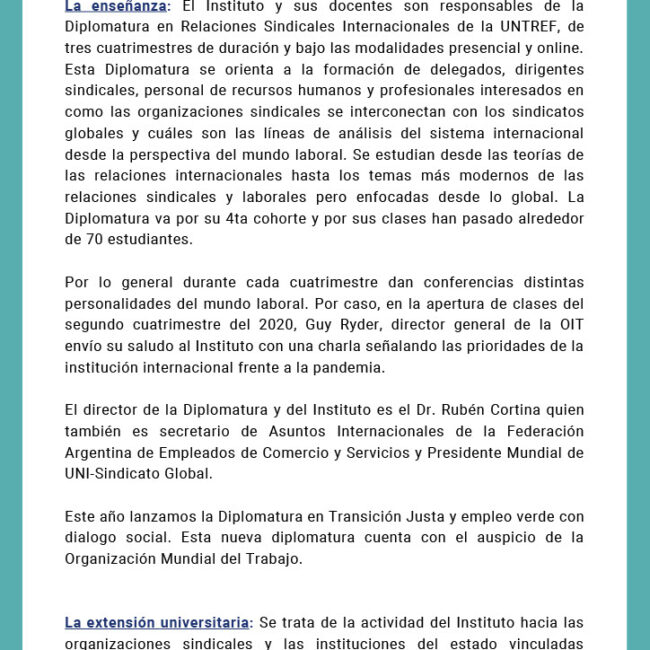 La enseñanza: El Instituto y sus docentes son responsables de la
Diplomatura en Relaciones Sindicales Internacionales de la UNTREF, de
tres cuatrimestres de duración y bajo las modalidades presencial y online.
Esta Diplomatura se orienta a la formación de delegados, dirigentes
sindicales, personal de recursos humanos y profesionales interesados en
como las organizaciones sindicales se interconectan con los sindicatos
globales y cuáles son las líneas de análisis del sistema internacional
desde la perspectiva del mundo laboral. Se estudian desde las teorías de
las relaciones internacionales hasta los temas más modernos de las
relaciones sindicales y laborales pero enfocadas desde lo global. La
Diplomatura va por su 4ta cohorte y por sus clases han pasado alrededor
de 70 estudiantes.
Por lo general durante cada cuatrimestre dan conferencias distintas
personalidades del mundo laboral. Por caso, en la apertura de clases del
segundo cuatrimestre del 2020, Guy Ryder, director general de la OIT
envío su saludo al Instituto con una charla señalando las prioridades de la
institución internacional frente a la pandemia.
El director de la Diplomatura y del Instituto es el Dr. Rubén Cortina quien
también es secretario de Asuntos Internacionales de la Federación
Argentina de Empleados de Comercio y Servicios y Presidente Mundial de
UNI-Sindicato Global.
Este año lanzamos la Diplomatura en Transición Justa y empleo verde con
dialogo social. Esta nueva diplomatura cuenta con el auspicio de la
Organización Mundial del Trabajo.
La extensión universitaria: Se trata de la actividad del Instituto hacia las
organizaciones sindicales y las instituciones del estado vinculadas